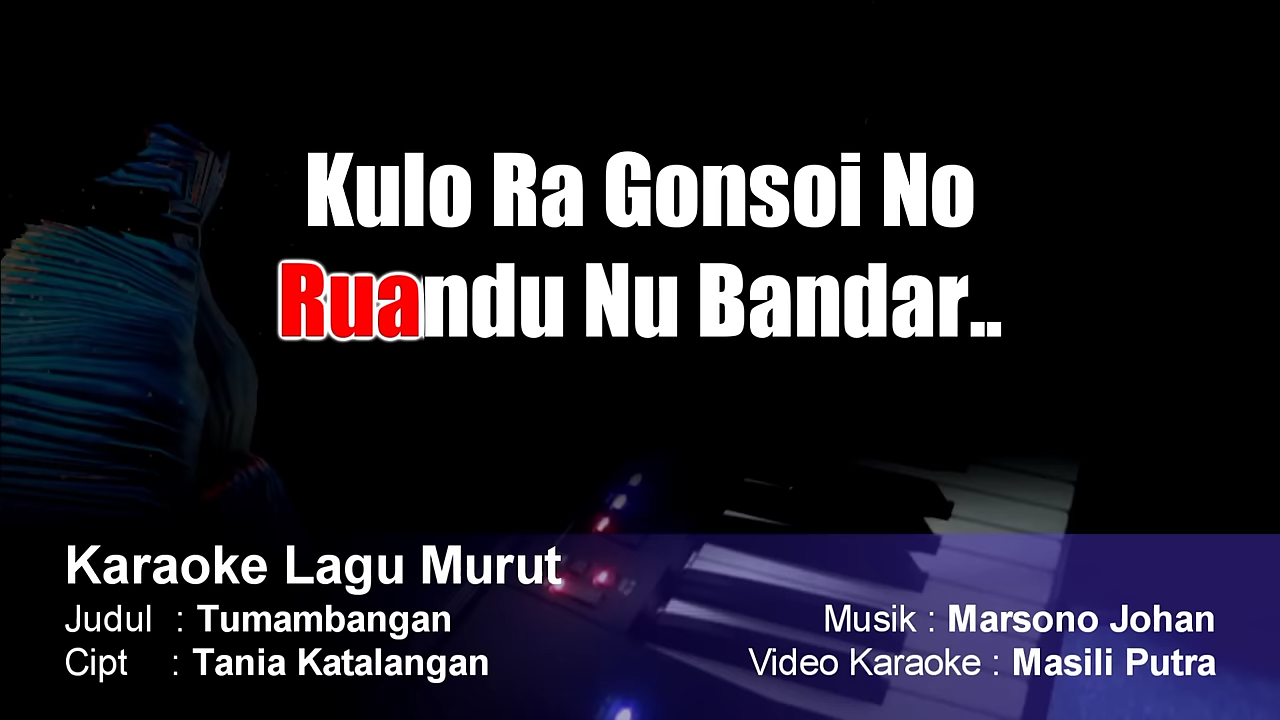 Kulo Ra Gonsoi No
Ruandu Nu Bandar..
Karaoke Lagu Murut
Judul : Tumambangan
Cipt : Tania Katalangan
Musik : Marsono Johan
Video Karaoke : Masili Putra